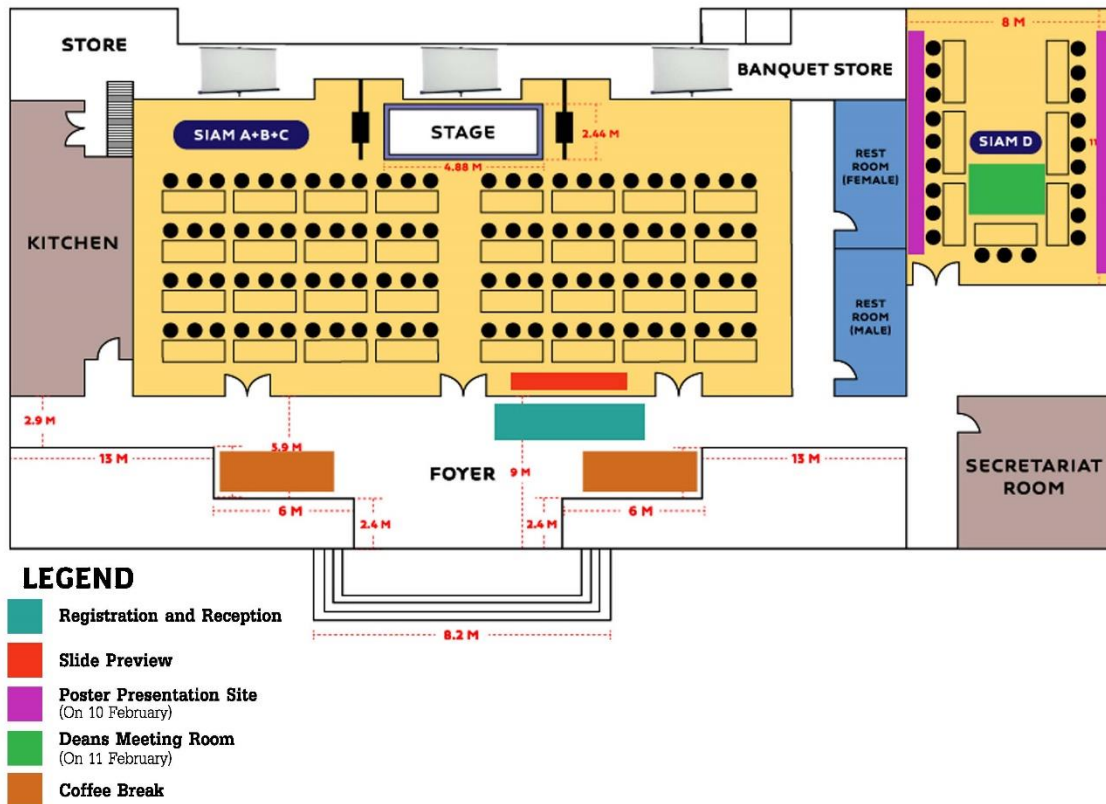 8 M
STORE
BANQUET STORE
SIAM A+B+C
STAGE
2.44 M
4.88 M
SIAM D
11
REST
ROOM
(FEMALE)
KITCHEN
REST
ROOM
(MALE)
2.9 M
13 M
5.9 M
FOYER
9 M
13 M
SECRETARIAT
ROOM
6 M
2.4 M
2.4 M
6 M
8.2 M
LEGEND
Registration and Reception
Slide Preview
Poster Presentation Site
(On 10 February)
Deans Meeting Room
(On 11 February)
Coffee Break